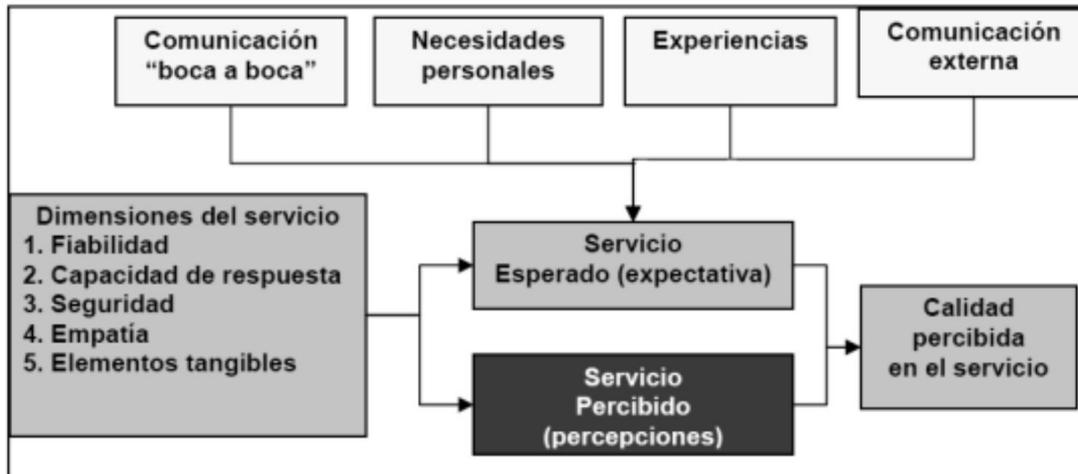 Comunicación
“boca a boca”
Necesidades
personales
Experiencias
Comunicación
externa
Dimensiones del servicio
1. Fiabilidad
2. Capacidad de respuesta
3. Seguridad
4. Empatía
5. Elementos tangibles
Servicio
Esperado (expectativa)
Servicio
Percibido
(percepciones)
Calidad
percibida
en el servicio